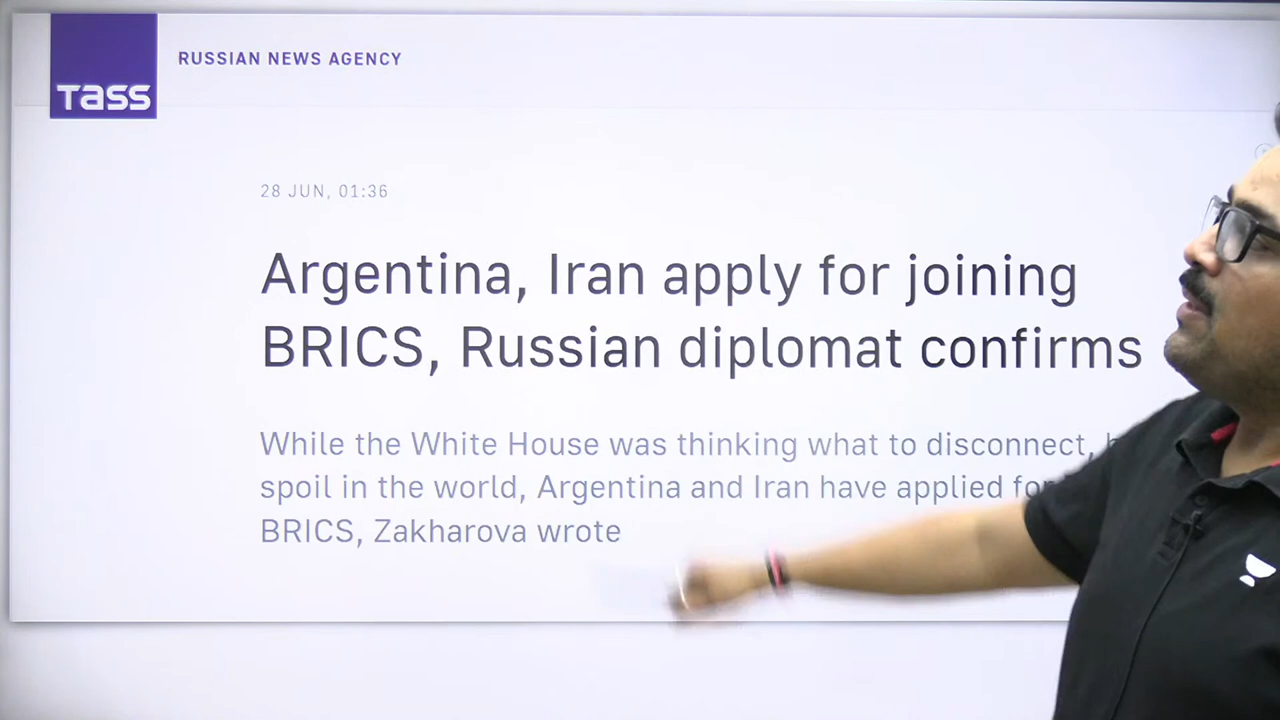 TASS
RUSSIAN NEWS AGENCY
28 JUN, 01:36
Argentina, Iran apply for joining
BRICS, Russian diplomat confirms
While the White House was thinking what to disconnect,
spoil in the world, Argentina and Iran have applied for
BRICS, Zakharova wrote